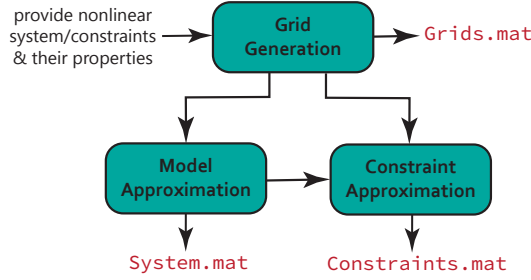 provide nonlinear
system/constraints
& their properties
Grid
Generation
Grids.mat
Model
Approximation
Constraint
Approximation
System.mat
Constraints.mat